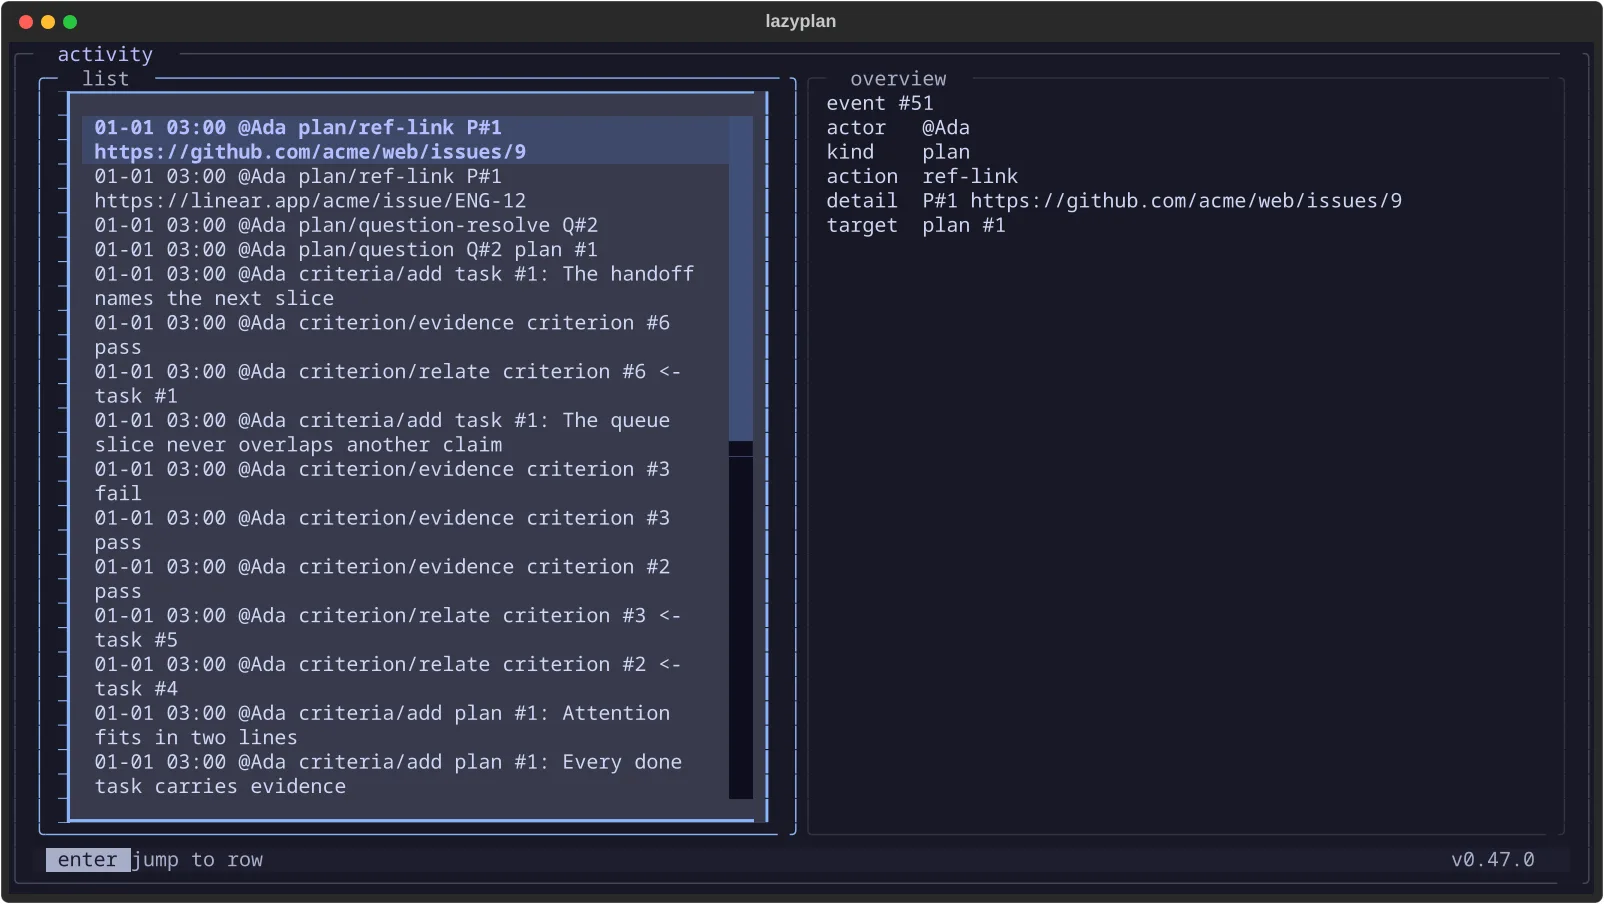 lazyplan
activity
list
01-01 03:00 @Ada plan/ref-link P#1
https://github.com/acme/web/issues/9
01-01 03:00 @Ada plan/ref-link P#1
https://linear.app/acme/issue/ENG-12
01-01 03:00 @Ada plan/question-resolve Q#2
01-01 03:00 @Ada plan/question Q#2 plan #1
01-01 03:00 @Ada criteria/add task #1: The handoff
names the next slice
01-01 03:00 @Ada criterion/evidence criterion #6
pass
01-01 03:00 @Ada criterion/relate criterion #6 <-
task #1
01-01 03:00 @Ada criteria/add task #1: The queue
slice never overlaps another claim
01-01 03:00 @Ada criterion/evidence criterion #3
fail
01-01 03:00 @Ada criterion/evidence criterion #3
pass
01-01 03:00 @Ada criterion/evidence criterion #2
pass
01-01 03:00 @Ada criterion/relate criterion #3 <-
task #5
01-01 03:00 @Ada criterion/relate criterion #2 <-
task #4
01-01 03:00 @Ada criteria/add plan #1: Attention
fits in two lines
01-01 03:00 @Ada criteria/add plan #1: Every done
task carries evidence
overview
event #51
actor @Ada
kind plan
action ref-link
detail P#1 https://github.com/acme/web/issues/9
target plan #1
enter jump to row
v0.47.0